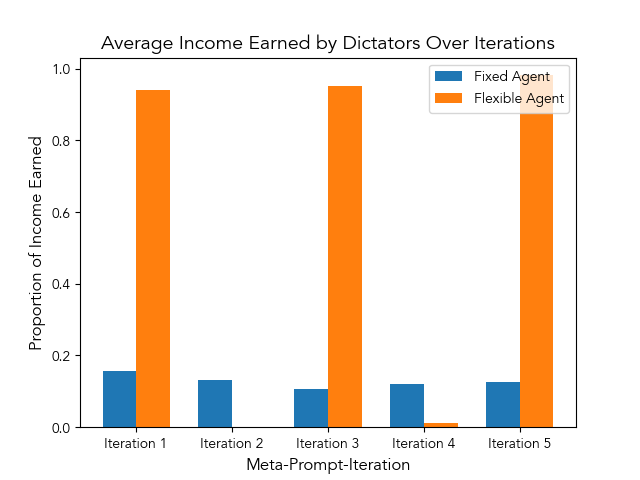 Average Income Earned by Dictators Over Iterations
Fixed Agent
Flexible Agent
1.0
0.8
0.6
0.4
0.2
0.0
Proportion of Income Earned
Iteration 1
Iteration 2
Iteration 3
Iteration 4
Iteration 5
Meta-Prompt-Iteration